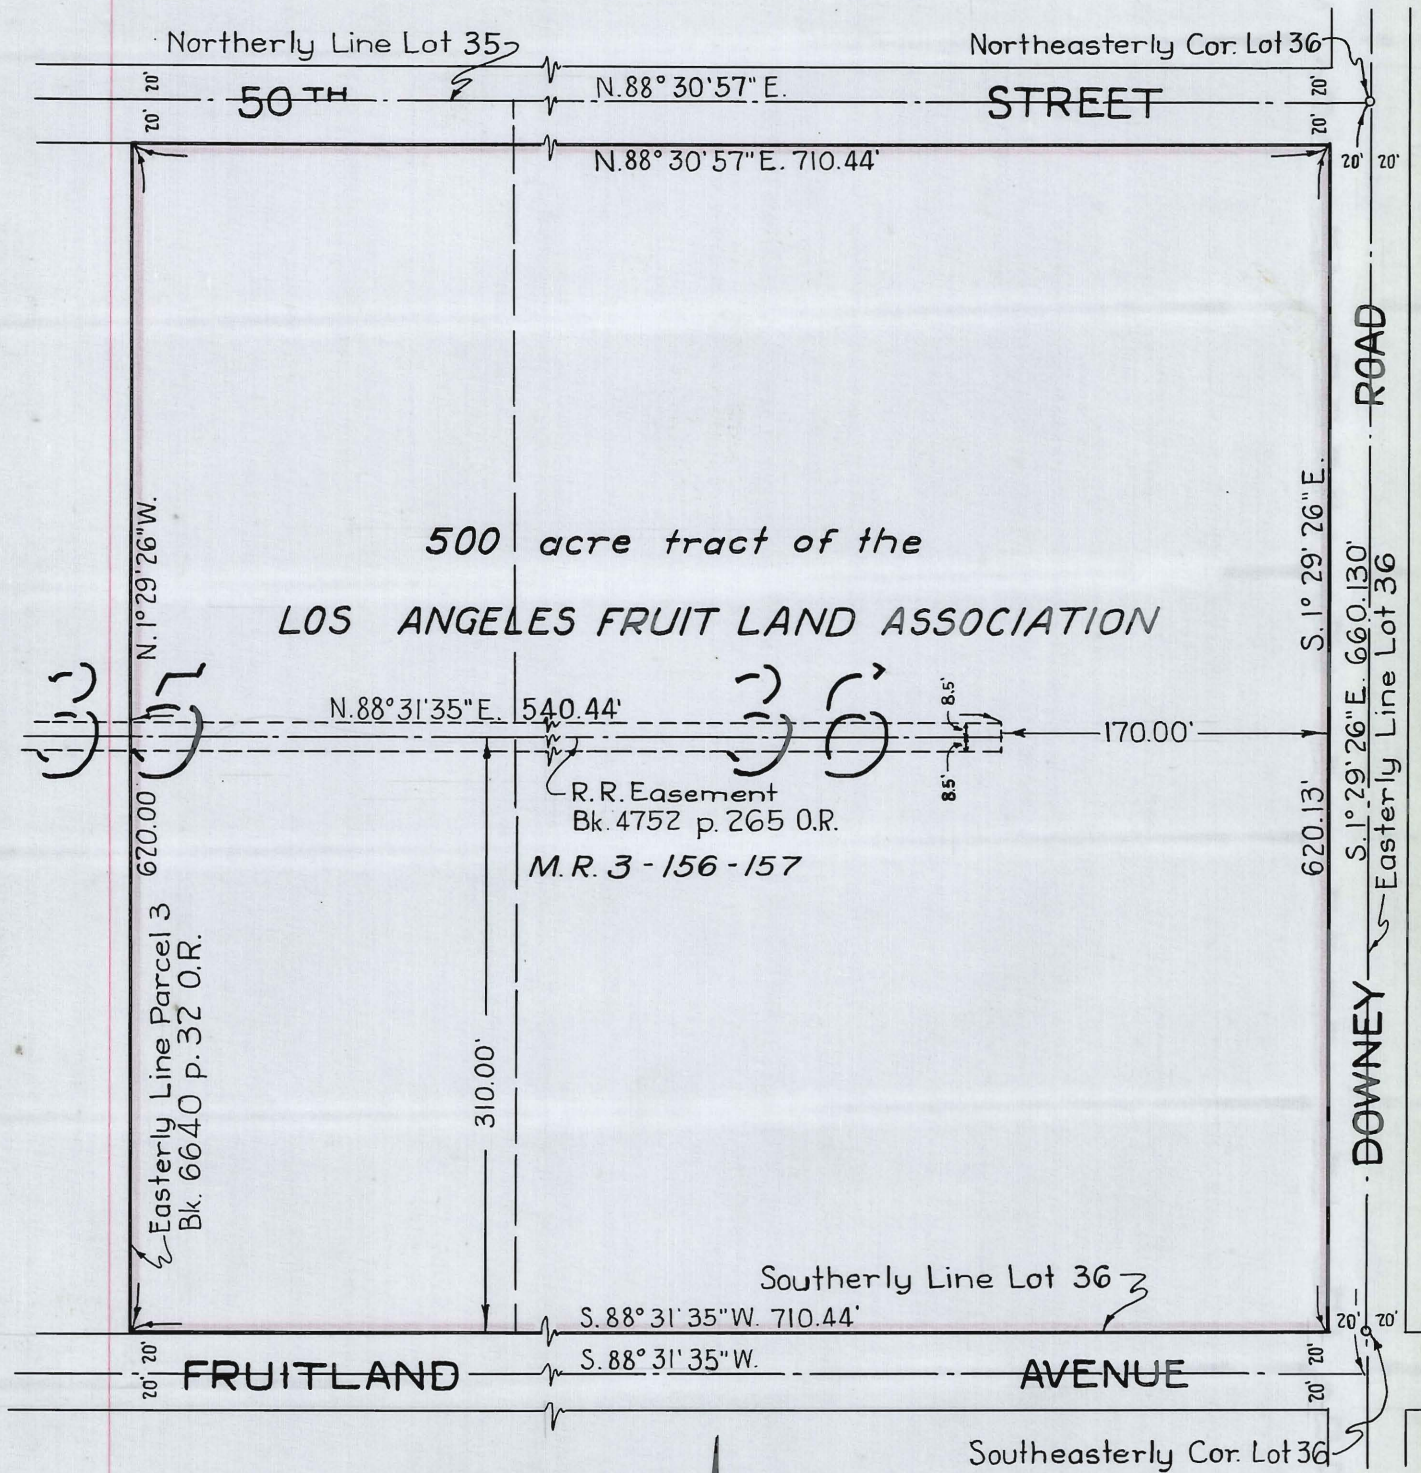 Northerly Line Lot 35
Northeasterly Cor. Lot 36
20' 20'
50TH STREET
N.88°30'57"E.
20' 20'
N.88°30'57"E. 710.44'
20' 20'
N.1°29'26"W.
620.00'
S.1°29'26"E.
620.13'
S.1°29'26"E. 660.130'
Easterly Line Lot 36
DOWNEY ROAD
500 acre tract of the
LOS ANGELES FRUIT LAND ASSOCIATION
35
36
N.88°31'35"E. 540.44'
8.5'
8.5'
170.00'
R.R. Easement
Bk. 4752 p. 265 O.R.
M.R. 3-156-157
Easterly Line Parcel 3
Bk. 6640 p. 32 O.R.
310.00'
Southerly Line Lot 36
S.88°31'35"W. 710.44'
20' 20'
20' 20'
FRUITLAND AVENUE
S.88°31'35"W.
20' 20'
Southeasterly Cor. Lot 36